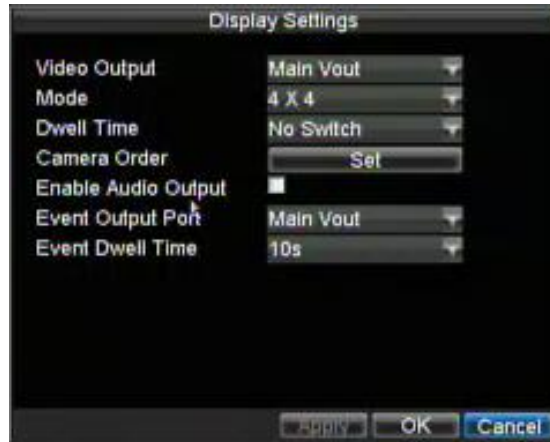 Display Settings
Video Output Main Vout
Mode 4 X 4
Dwell Time No Switch
Camera Order Set
Enable Audio Output
Event Output Port Main Vout
Event Dwell Time 10s
Apply OK Cancel